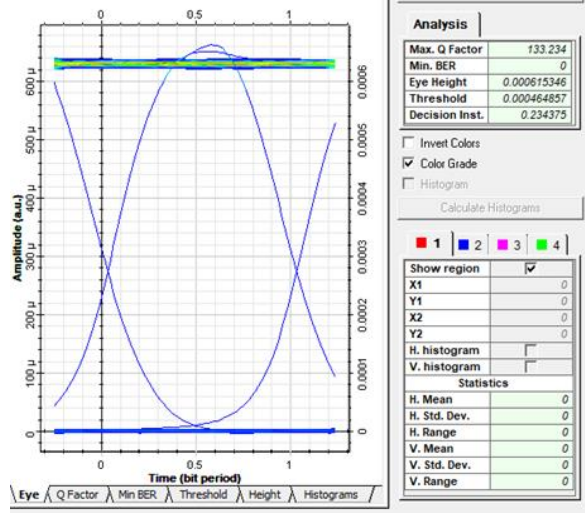 0 0.5 1
Amplitude (a.u.)
600 µ
500 µ
400 µ
300 µ
200 µ
100 µ
0
0.0006
0.0005
0.0004
0.0003
0.0002
0.0001
0
0 0.5 1
Time (bit period)
Eye Q Factor Min BER Threshold Height Histograms
Analysis
Max. Q Factor 133.234
Min. BER 0
Eye Height 0.000615346
Threshold 0.000464857
Decision Inst. 0.234375
Invert Colors
Color Grade
Histogram
Calculate Histograms
1 2 3 4
Show region
X1 0
Y1 0
X2 0
Y2 0
H. histogram
V. histogram
Statistics
H. Mean 0
H. Std. Dev. 0
H. Range 0
V. Mean 0
V. Std. Dev. 0
V. Range 0